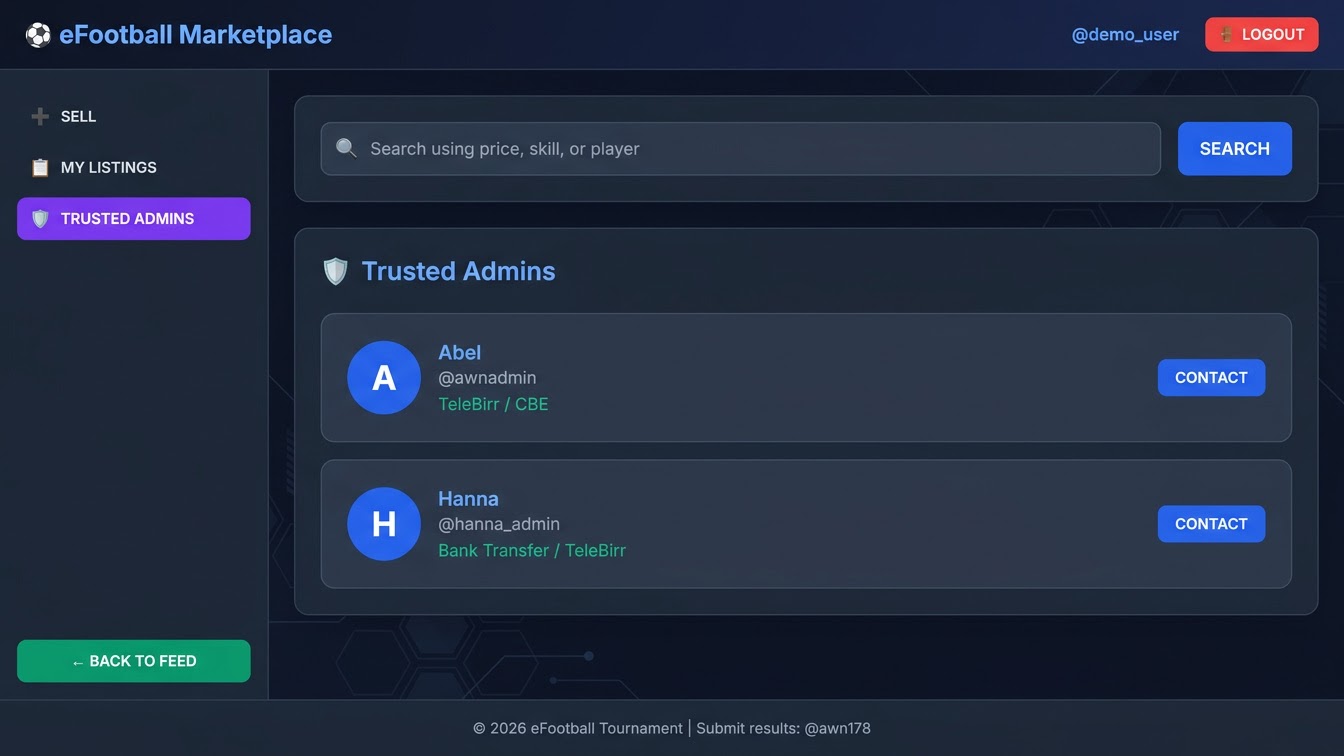 eFootball Marketplace
@demo_user
LOGOUT
SELL
MY LISTINGS
TRUSTED ADMINS
← BACK TO FEED
Search using price, skill, or player
SEARCH
Trusted Admins
A
Abel
@awnadmin
TeleBirr / CBE
CONTACT
H
Hanna
@hanna_admin
Bank Transfer / TeleBirr
CONTACT
© 2026 eFootball Tournament | Submit results: @awn178